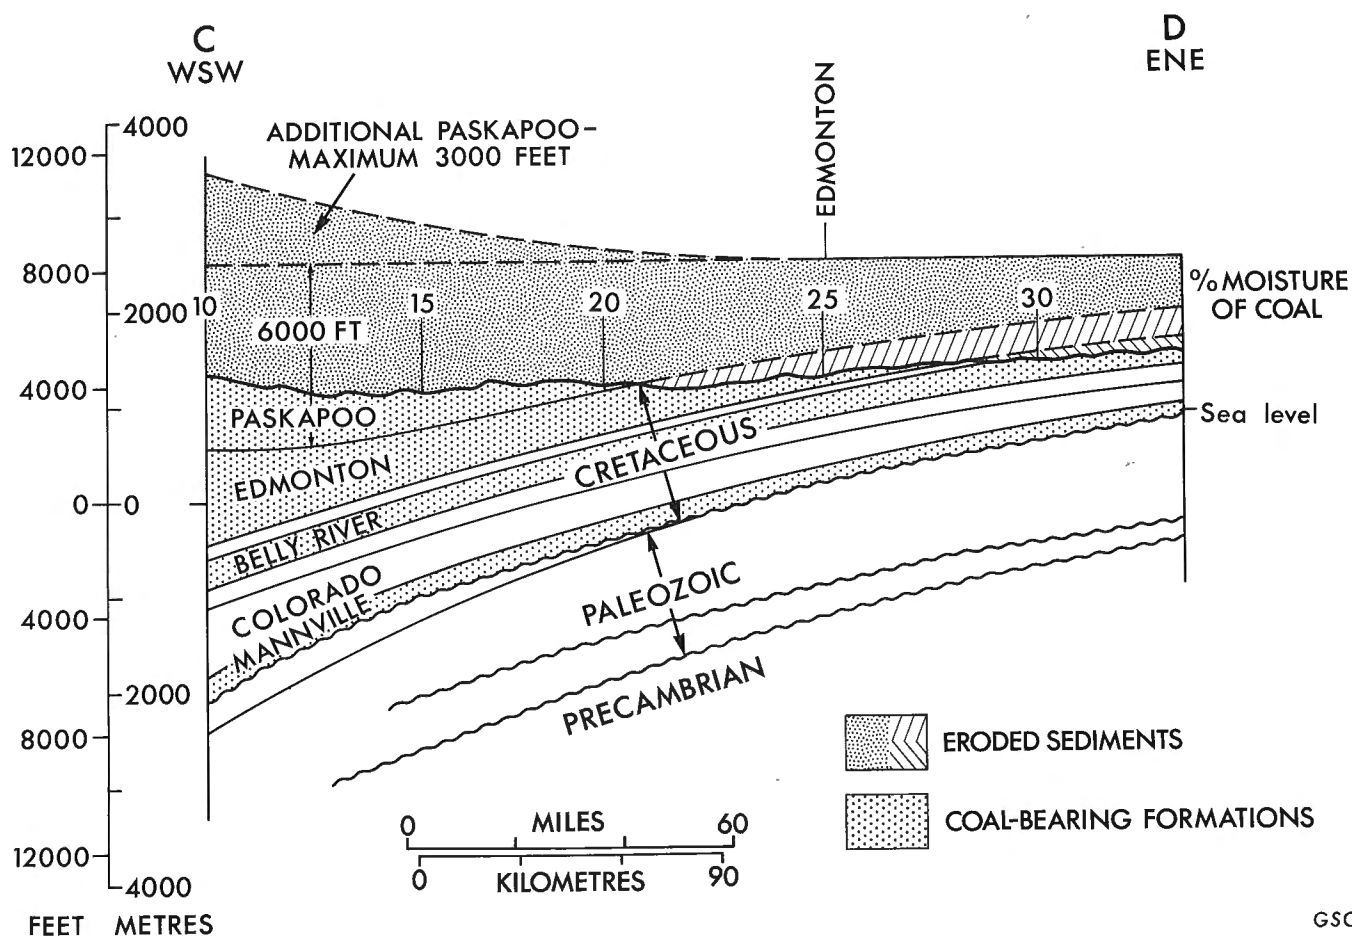 C
WSW
D
ENE
EDMONTON
ADDITIONAL PASKAPOO–
MAXIMUM 3000 FEET
4000
12000
8000
2000
10
15
20
25
30
% MOISTURE
OF COAL
6000 FT
4000
PASKAPOO
Sea level
EDMONTON
CRETACEOUS
0
0
BELLY RIVER
COLORADO
MANNVILLE
PALEOZOIC
4000
2000
PRECAMBRIAN
8000
ERODED SEDIMENTS
COAL-BEARING FORMATIONS
0 MILES 60
0 KILOMETRES 90
12000
4000
FEET METRES
GSC